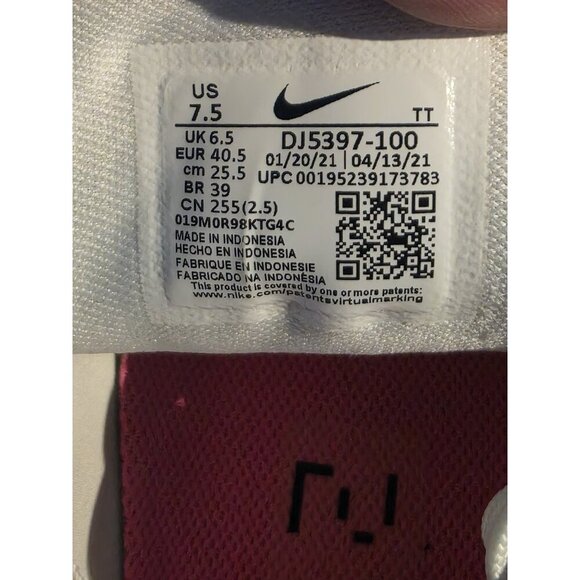 US
7.5
TT
UK 6.5
EUR 40.5
cm 25.5
BR 39
CN 255(2.5)
DJ5397-100
01/20/21 | 04/13/21
UPC 00195239173783
019M0R98KTG4C
MADE IN INDONESIA
HECHO EN INDONESIA
FABRIQUE EN INDONESIE
FABRICADO NA INDONÉSIA
This product is covered by one or more patents:
www.nike.com/patentsvirtualmarking